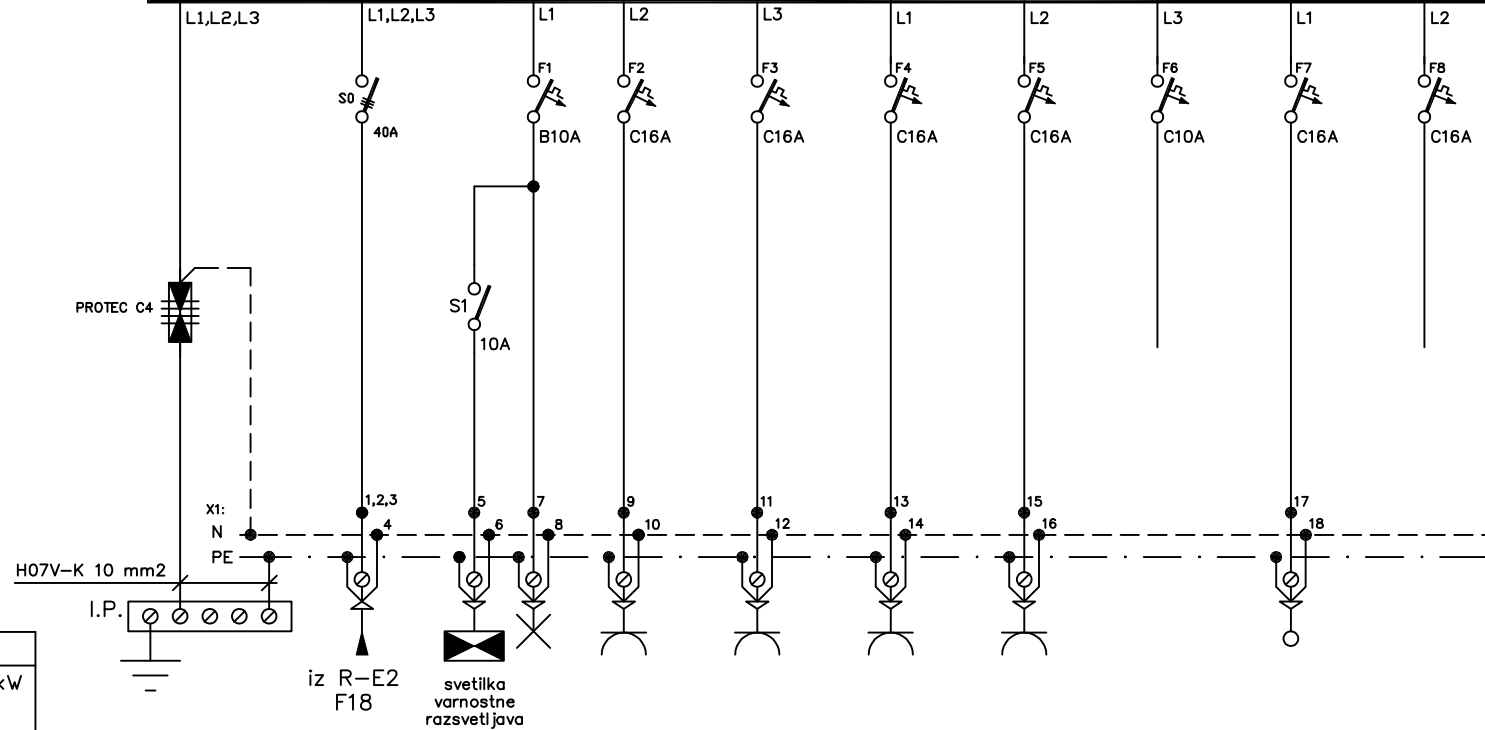 L1,L2,L3
L1,L2,L3
L1
L2
L3
L1
L2
L3
L1
L2
F1
F2
F3
F4
F5
F6
F7
F8
S0
40A
B10A
C16A
C16A
C16A
C16A
C10A
C16A
C16A
S1
10A
PROTEC C4
1,2,3
5
7
9
11
13
15
17
X1:
N
4
6
8
10
12
14
16
18
PE
H07V-K 10 mm2
I.P.
kW
iz R-E2
F18
svetilka
varnostne
razsvetljava